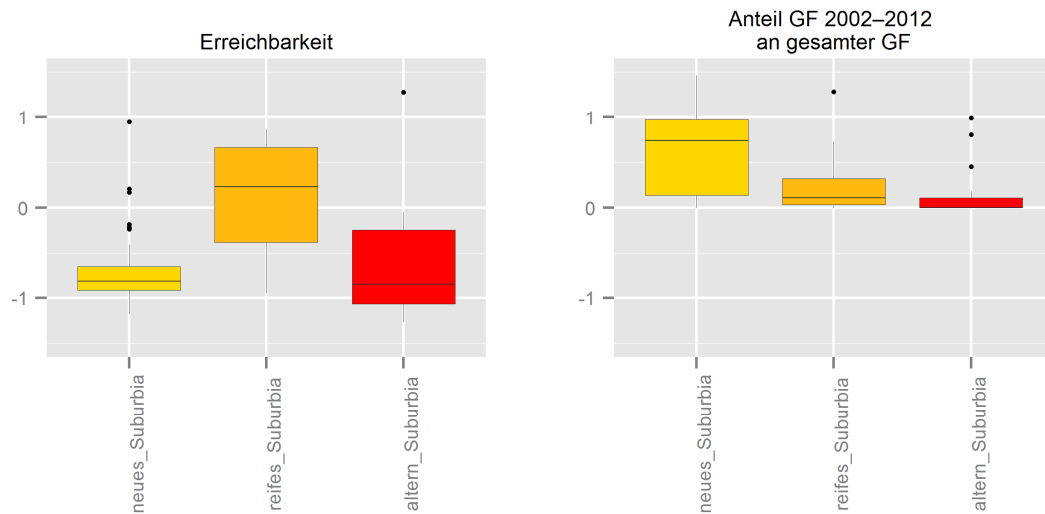 Erreichbarkeit
1
0
-1
neues_Suburbia
reifes_Suburbia
altern_Suburbia
Anteil GF 2002–2012
an gesamter GF
1
0
-1
neues_Suburbia
reifes_Suburbia
altern_Suburbia